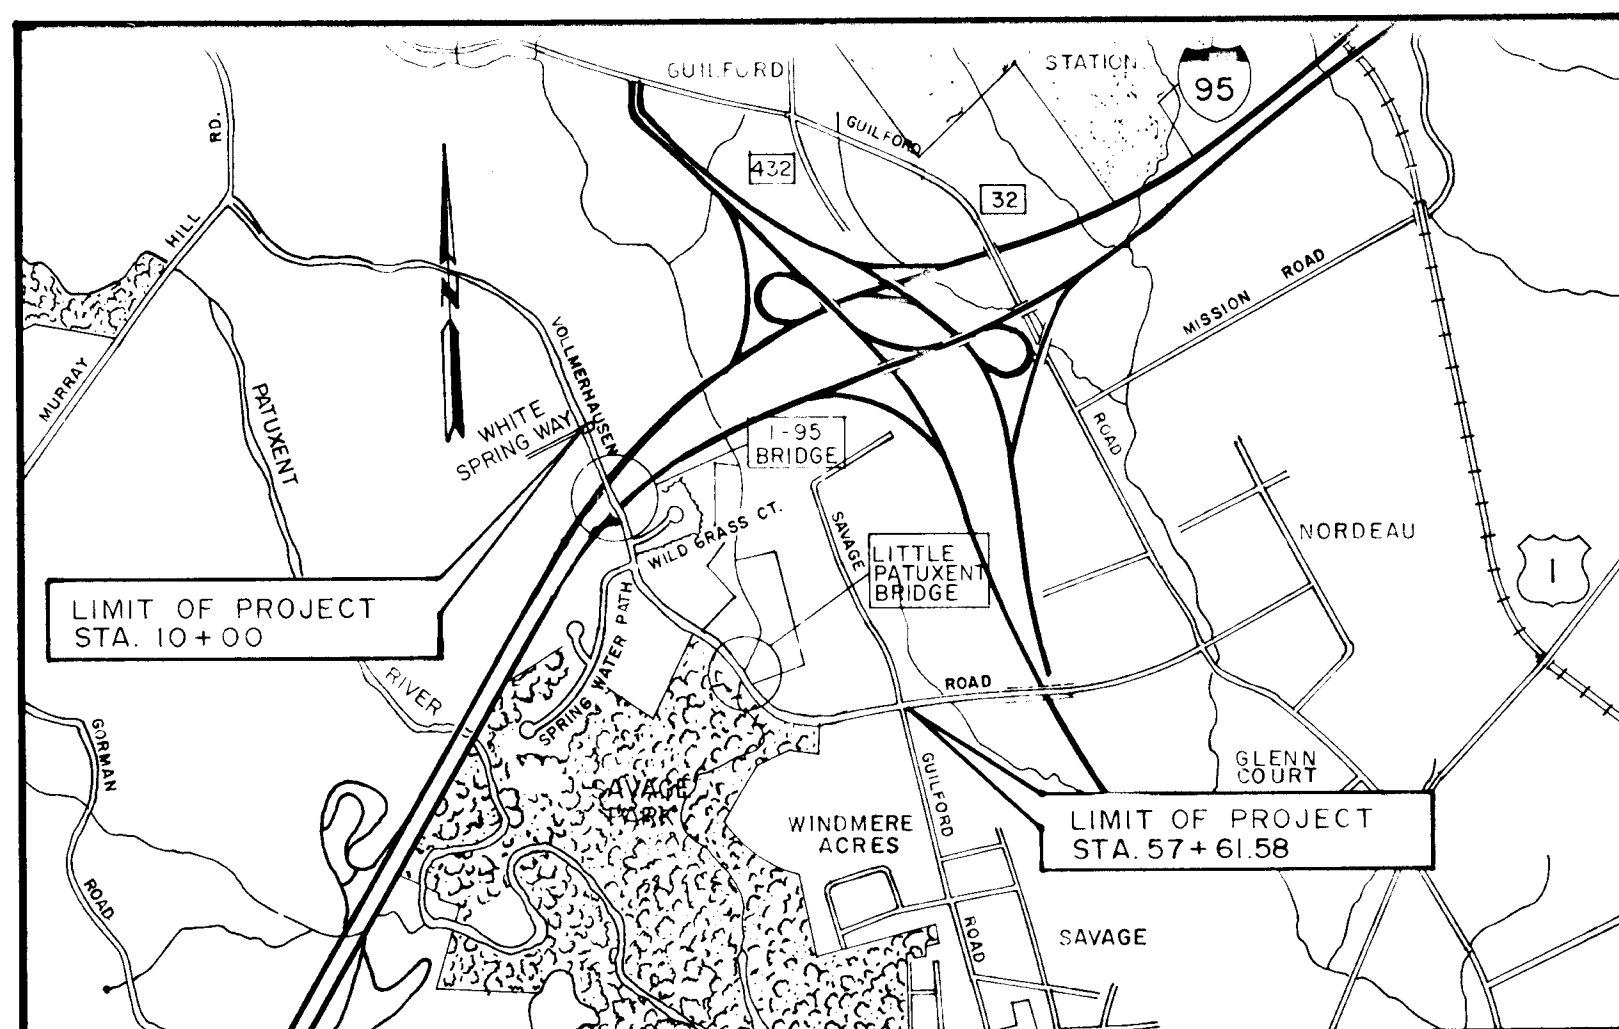 GUILFORD
STATION
95
RD.
GUILFORD
432
32
HILL
ROAD
MISSION
VOLLMERHAUSEN
MURRAY
PATUXENT
WHITE
SPRING WAY
I-95
BRIDGE
ROAD
SAVAGE
WILD GRASS CT.
NORDEAU
LITTLE
PATUXENT
BRIDGE
1
LIMIT OF PROJECT
STA. 10+00
SPRING WATER PATH
RIVER
ROAD
GORMAN
GUILFORD
GLENN
COURT
SAVAGE
PARK
WINDMERE
ACRES
LIMIT OF PROJECT
STA. 57+61.58
ROAD
ROAD
SAVAGE